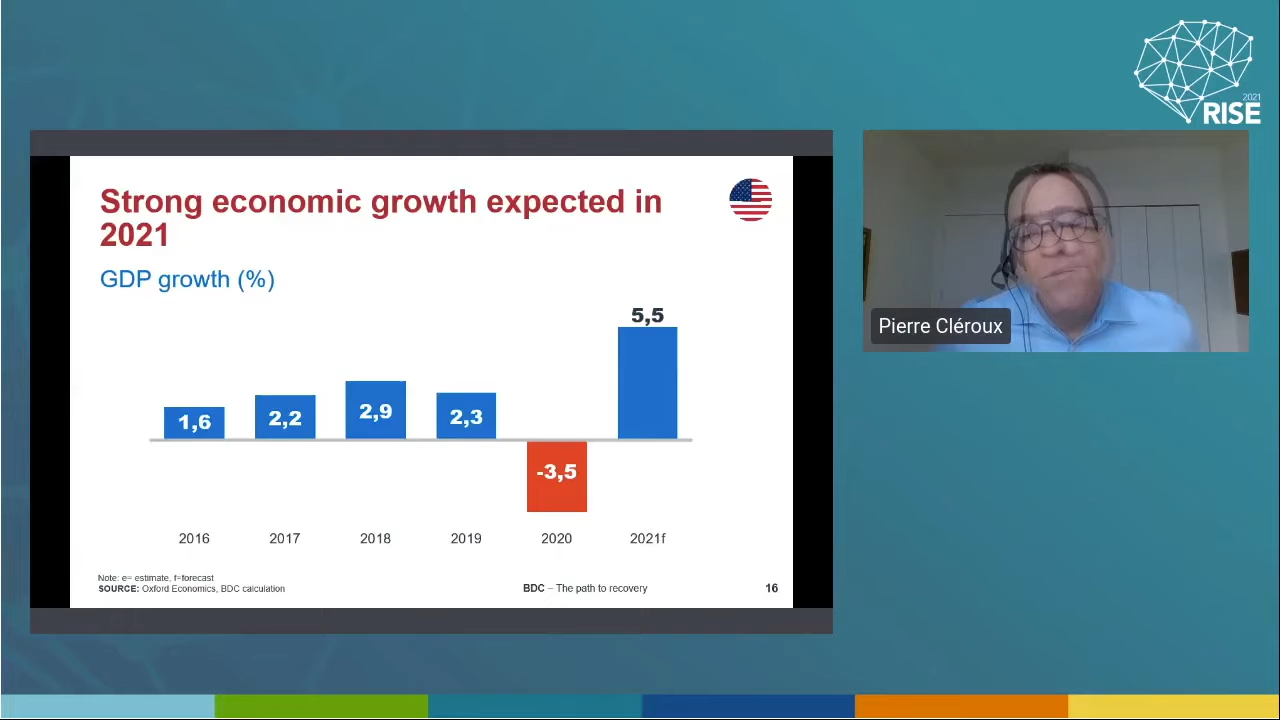 2021
RISE
Strong economic growth expected in
2021
GDP growth (%)
5,5
1,6
2,2
2,9
2,3
-3,5
2016
2017
2018
2019
2020
2021f
Note: e= estimate, f=forecast
SOURCE: Oxford Economics, BDC calculation
BDC – The path to recovery
16
Pierre Cléroux